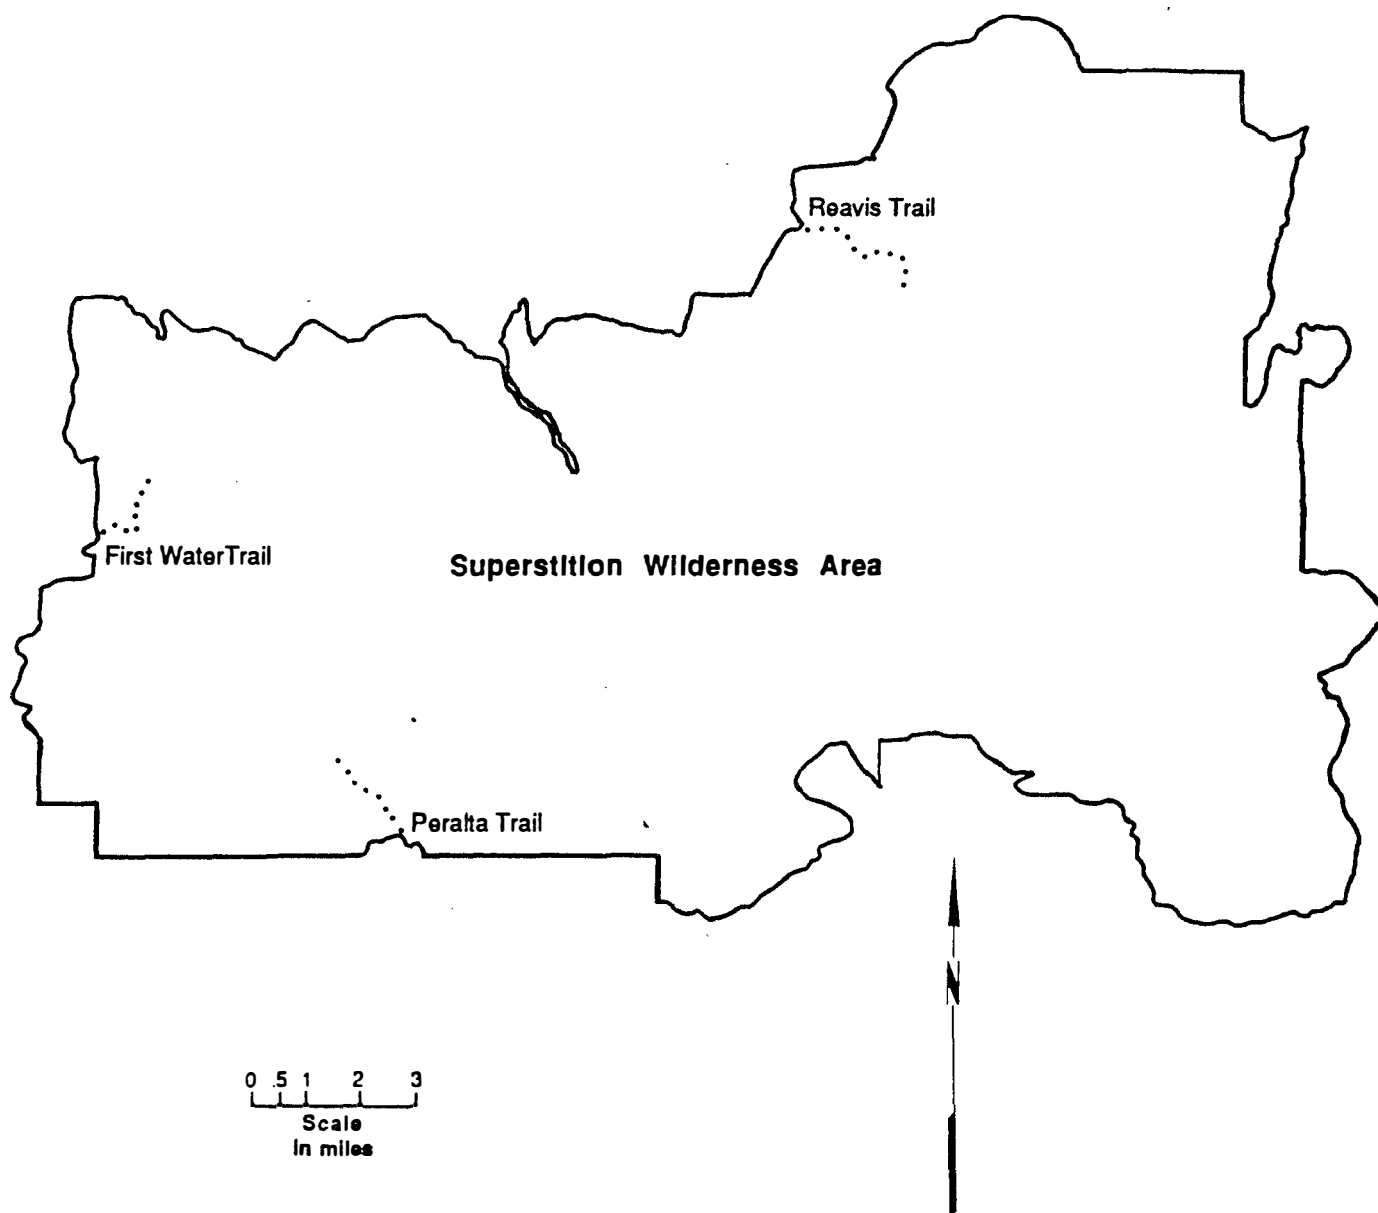 Reavis Trail
First WaterTrail
Superstition Wilderness Area
Peralta Trail
N
0 .5 1 2 3
Scale
in miles